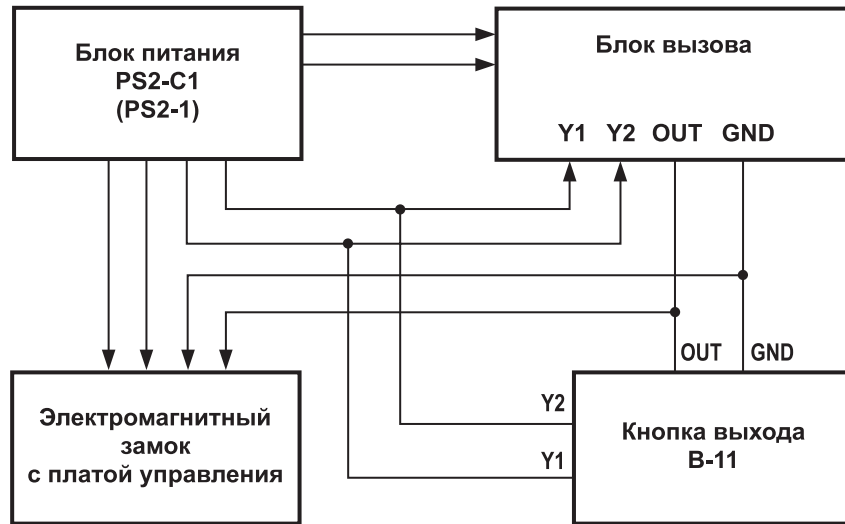 Блок питания
PS2-C1
(PS2-1)
Блок вызова
Y1 Y2 OUT GND
OUT GND
Y2
Y1
Электромагнитный
замок
с платой управления
Кнопка выхода
B-11